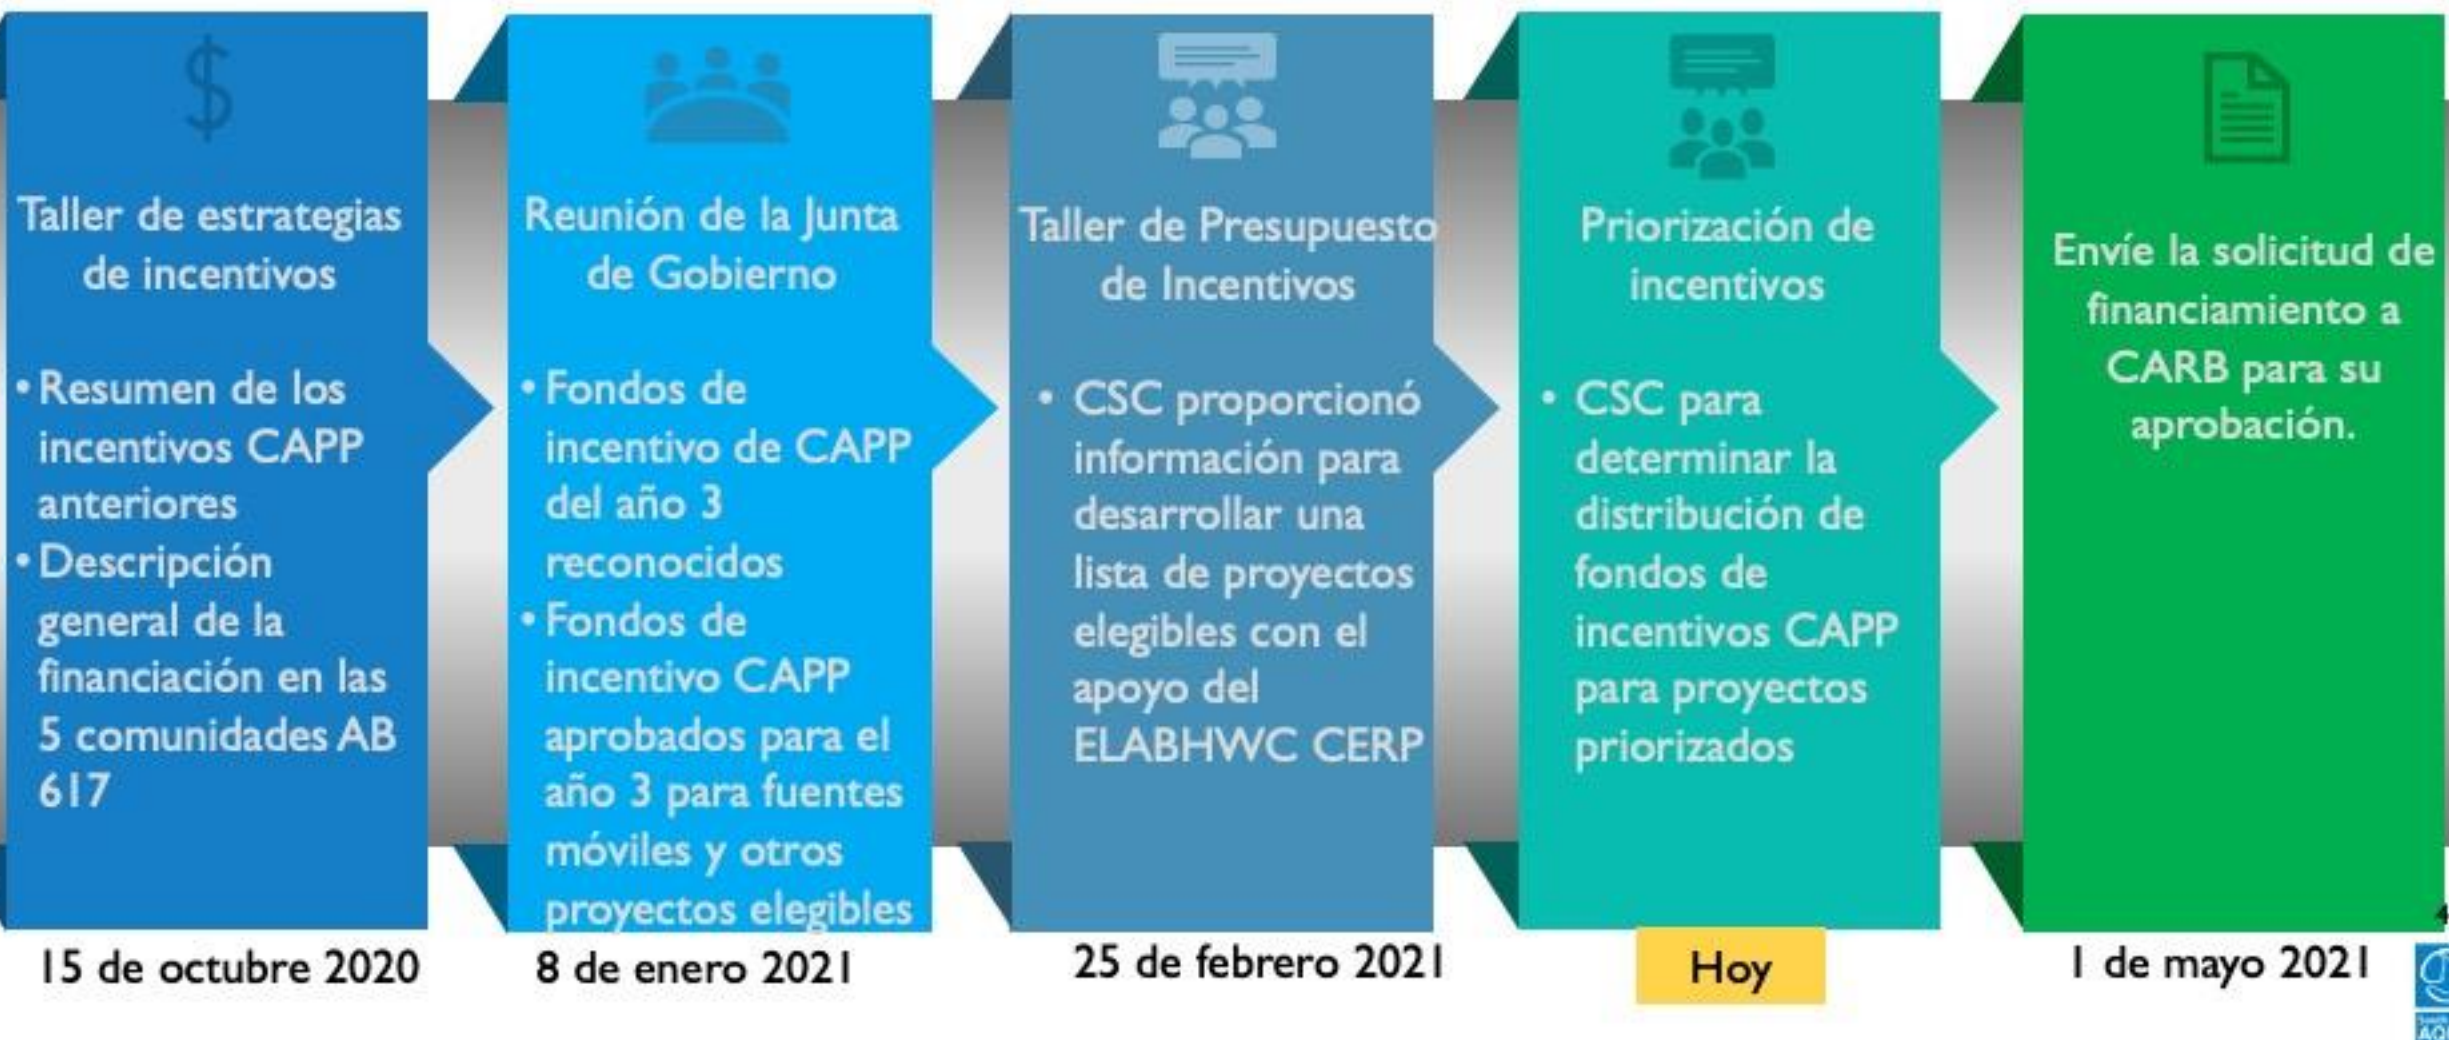 $
Taller de estrategias
de incentivos
• Resumen de los
incentivos CAPP
anteriores
• Descripción
general de la
financiación en las
5 comunidades AB
617
15 de octubre 2020
Reunión de la Junta
de Gobierno
• Fondos de
incentivo de CAPP
del año 3
reconocidos
• Fondos de
incentivo CAPP
aprobados para el
año 3 para fuentes
móviles y otros
proyectos elegibles
8 de enero 2021
Taller de Presupuesto
de Incentivos
• CSC proporcionó
información para
desarrollar una
lista de proyectos
elegibles con el
apoyo del
ELABHWC CERP
25 de febrero 2021
Priorización de
incentivos
• CSC para
determinar la
distribución de
fondos de
incentivos CAPP
para proyectos
priorizados
Hoy
Envíe la solicitud de
financiamiento a
CARB para su
aprobación.
1 de mayo 2021